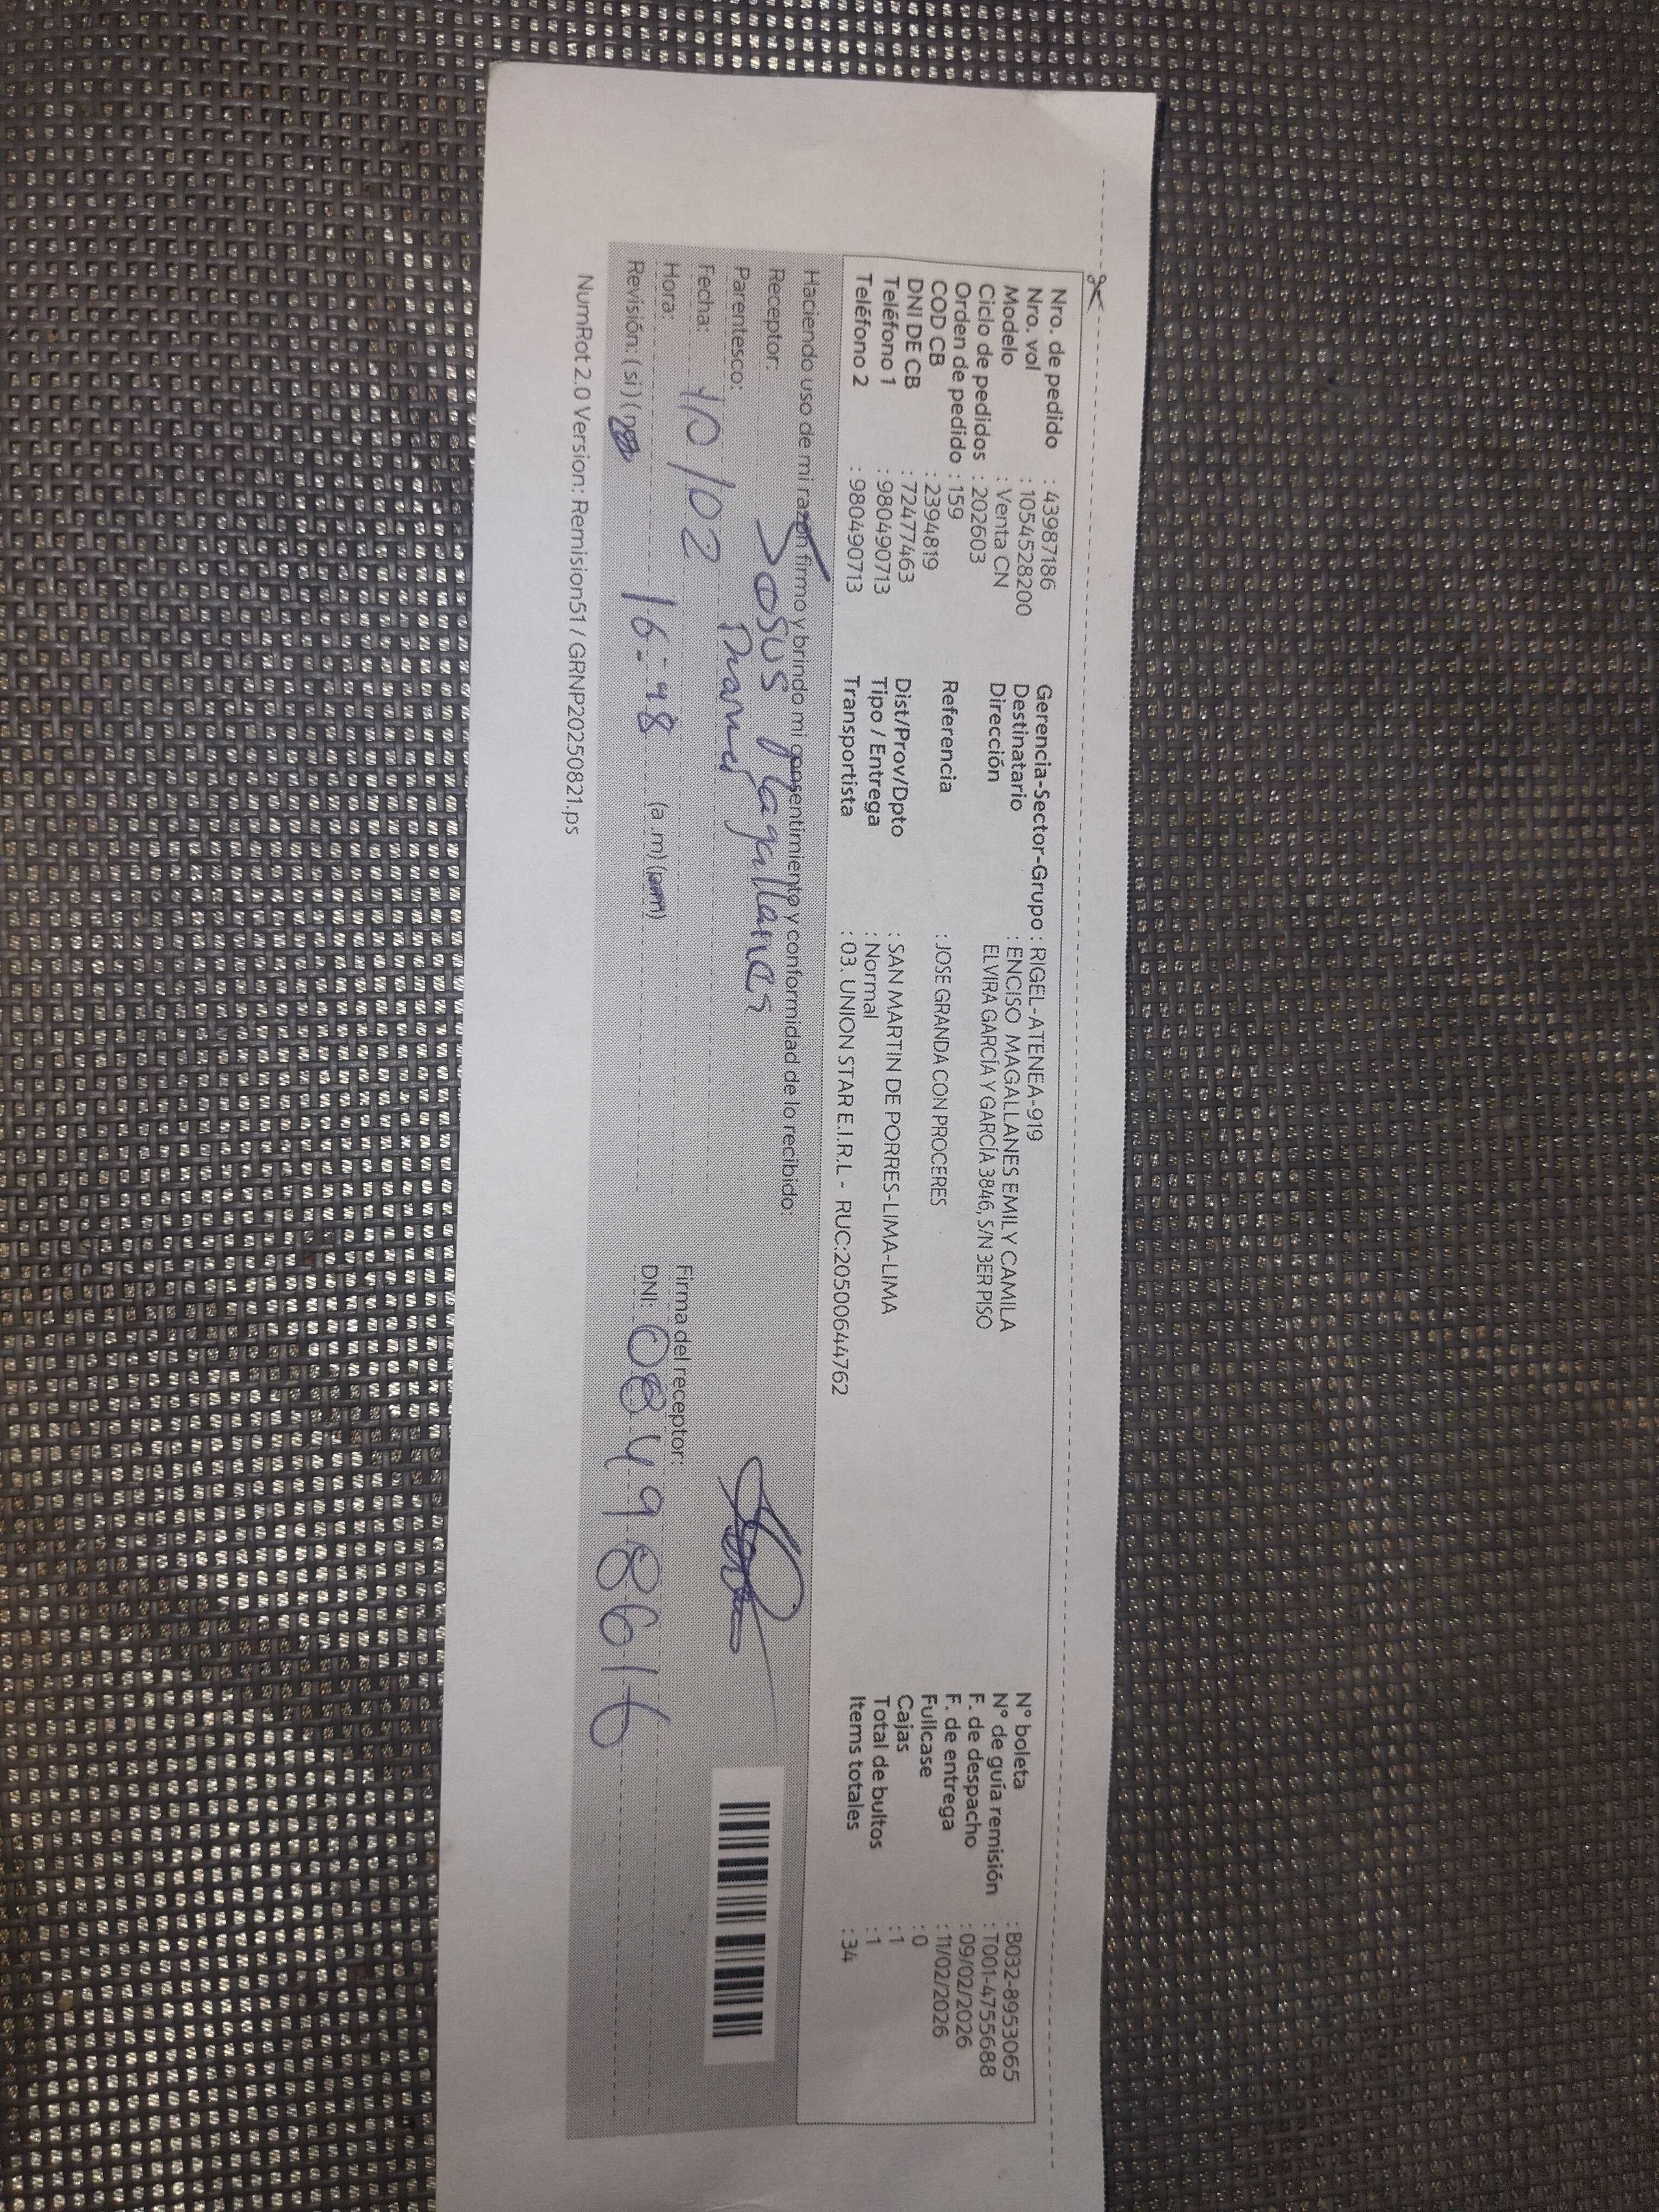 Nro. de pedido : 43987186
Nro. vol : 1054528200
Modelo : Venta CN
Ciclo de pedidos : 202603
Orden de pedido : 159
COD CB : 2394819
DNI DE CB : 72477463
Teléfono 1 : 980490713
Teléfono 2 : 980490713
Gerencia-Sector-Grupo : RIGEL-ATENEA-919
Destinatario : ENCISO MAGALLANES EMILY CAMILA
Dirección ELVIRA GARCÍA Y GARCÍA 3846, S/N 3ER PISO
Referencia : JOSE GRANDA CON PROCERES
Dist/Prov/Dpto : SAN MARTIN DE PORRES-LIMA-LIMA
Tipo / Entrega : Normal
Transportista : 03. UNION STAR E.I.R.L - RUC:20500644762
N° boleta : B032-8953065
N° de guía remisión : T001-4755688
F. de despacho : 09/02/2026
F. de entrega : 11/02/2026
Fullcase : 0
Cajas : 1
Total de bultos : 1
Items totales : 34
Haciendo uso de mi razón firmo y brindo mi consentimiento y conformidad de lo recibido:
Receptor:
Parentesco:
Fecha: 10/02
Hora: 16:48 (a.m) (pm)
Revisión: (si) (no)
Firma del receptor:
DNI: 08498616
NumRot 2.0 Version: Remision51 / GRNP20250821.ps